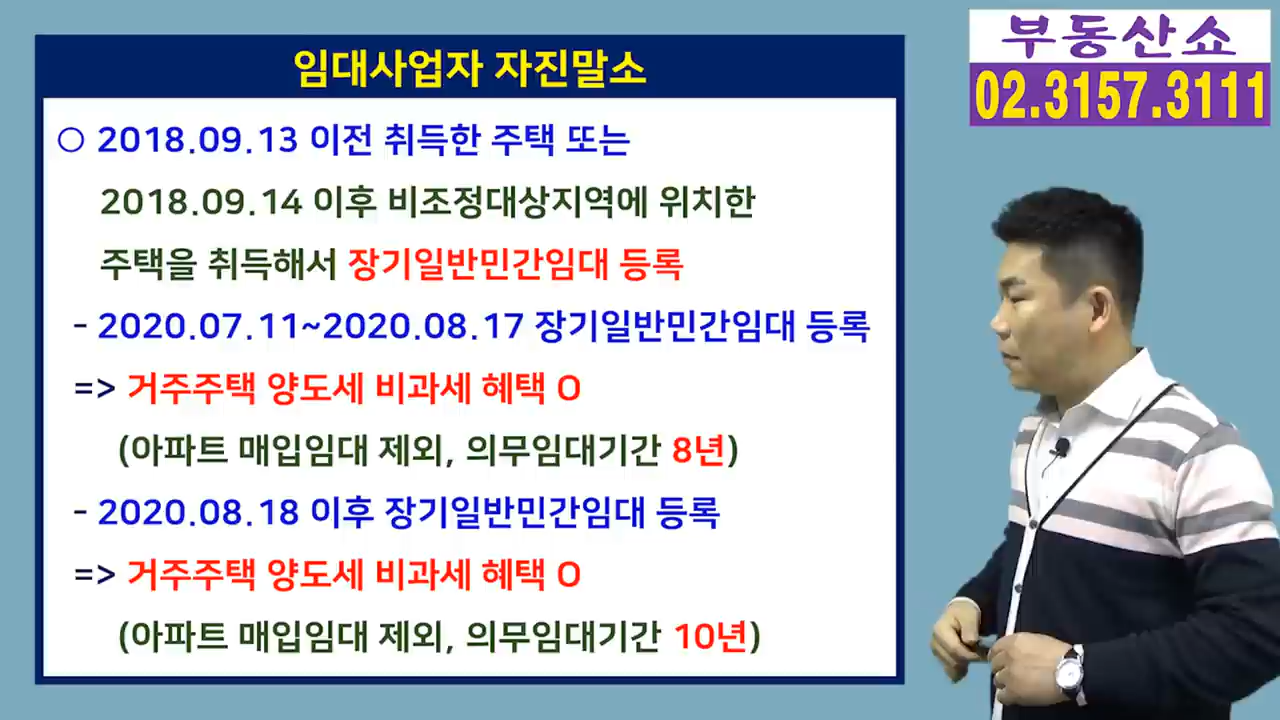 임대사업자 자진말소
○ 2018.09.13 이전 취득한 주택 또는
2018.09.14 이후 비조정대상지역에 위치한
주택을 취득해서 장기일반민간임대 등록
- 2020.07.11~2020.08.17 장기일반민간임대 등록
=> 거주주택 양도세 비과세 혜택 O
(아파트 매입임대 제외, 의무임대기간 8년)
- 2020.08.18 이후 장기일반민간임대 등록
=> 거주주택 양도세 비과세 혜택 O
(아파트 매입임대 제외, 의무임대기간 10년)
부동산쇼
02.3157.3111